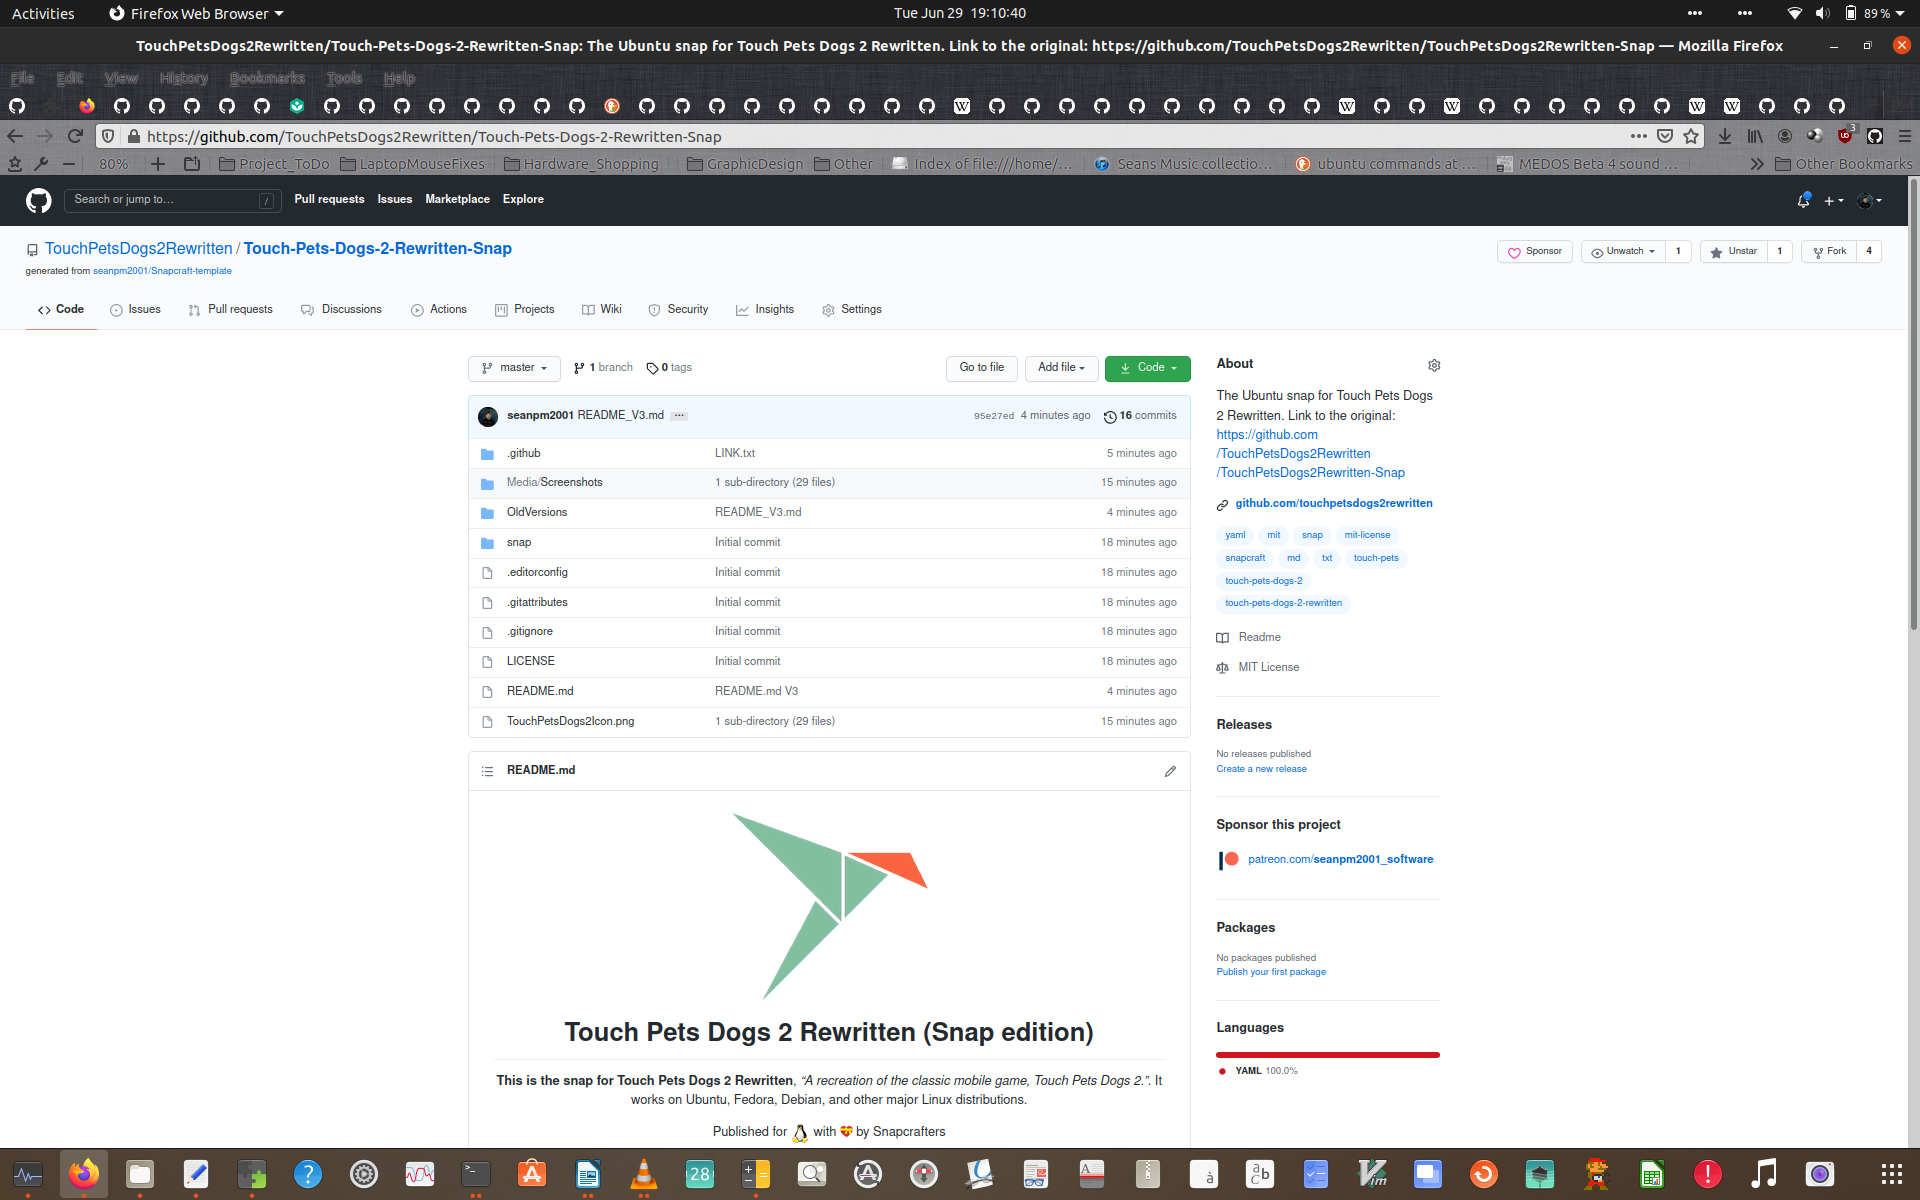 Activities Firefox Web Browser Tue Jun 29 19:10:40 89 %
TouchPetsDogs2Rewritten/Touch-Pets-Dogs-2-Rewritten-Snap: The Ubuntu snap for Touch Pets Dogs 2 Rewritten. Link to the original: https://github.com/TouchPetsDogs2Rewritten/TouchPetsDogs2Rewritten-Snap — Mozilla Firefox
File Edit View History Bookmarks Tools Help
https://github.com/TouchPetsDogs2Rewritten/Touch-Pets-Dogs-2-Rewritten-Snap 3
80% Project_ToDo LaptopMouseFixes Hardware_Shopping GraphicDesign Other Index of file:///home/... Seans Music collectio... ubuntu commands at ... MEDOS Beta 4 sound ... Other Bookmarks
Search or jump to... / Pull requests Issues Marketplace Explore
TouchPetsDogs2Rewritten / Touch-Pets-Dogs-2-Rewritten-Snap Sponsor Unwatch 1 Unstar 1 Fork 4
generated from seanpm2001/Snapcraft-template
Code Issues Pull requests Discussions Actions Projects Wiki Security Insights Settings
master 1 branch 0 tags Go to file Add file Code
seanpm2001 README_V3.md ... 95e27ed 4 minutes ago 16 commits
.github LINK.txt 5 minutes ago
Media/Screenshots 1 sub-directory (29 files) 15 minutes ago
OldVersions README_V3.md 4 minutes ago
snap Initial commit 18 minutes ago
.editorconfig Initial commit 18 minutes ago
.gitattributes Initial commit 18 minutes ago
.gitignore Initial commit 18 minutes ago
LICENSE Initial commit 18 minutes ago
README.md README.md V3 4 minutes ago
TouchPetsDogs2Icon.png 1 sub-directory (29 files) 15 minutes ago
README.md
Touch Pets Dogs 2 Rewritten (Snap edition)
This is the snap for Touch Pets Dogs 2 Rewritten, “A recreation of the classic mobile game, Touch Pets Dogs 2.”. It
works on Ubuntu, Fedora, Debian, and other major Linux distributions.
Published for with by Snapcrafters
About
The Ubuntu snap for Touch Pets Dogs
2 Rewritten. Link to the original:
https://github.com
/TouchPetsDogs2Rewritten
/TouchPetsDogs2Rewritten-Snap
github.com/touchpetsdogs2rewritten
yaml mit snap mit-license
snapcraft md txt touch-pets
touch-pets-dogs-2
touch-pets-dogs-2-rewritten
Readme
MIT License
Releases
No releases published
Create a new release
Sponsor this project
patreon.com/seanpm2001_software
Packages
No packages published
Publish your first package
Languages
YAML 100.0%
28